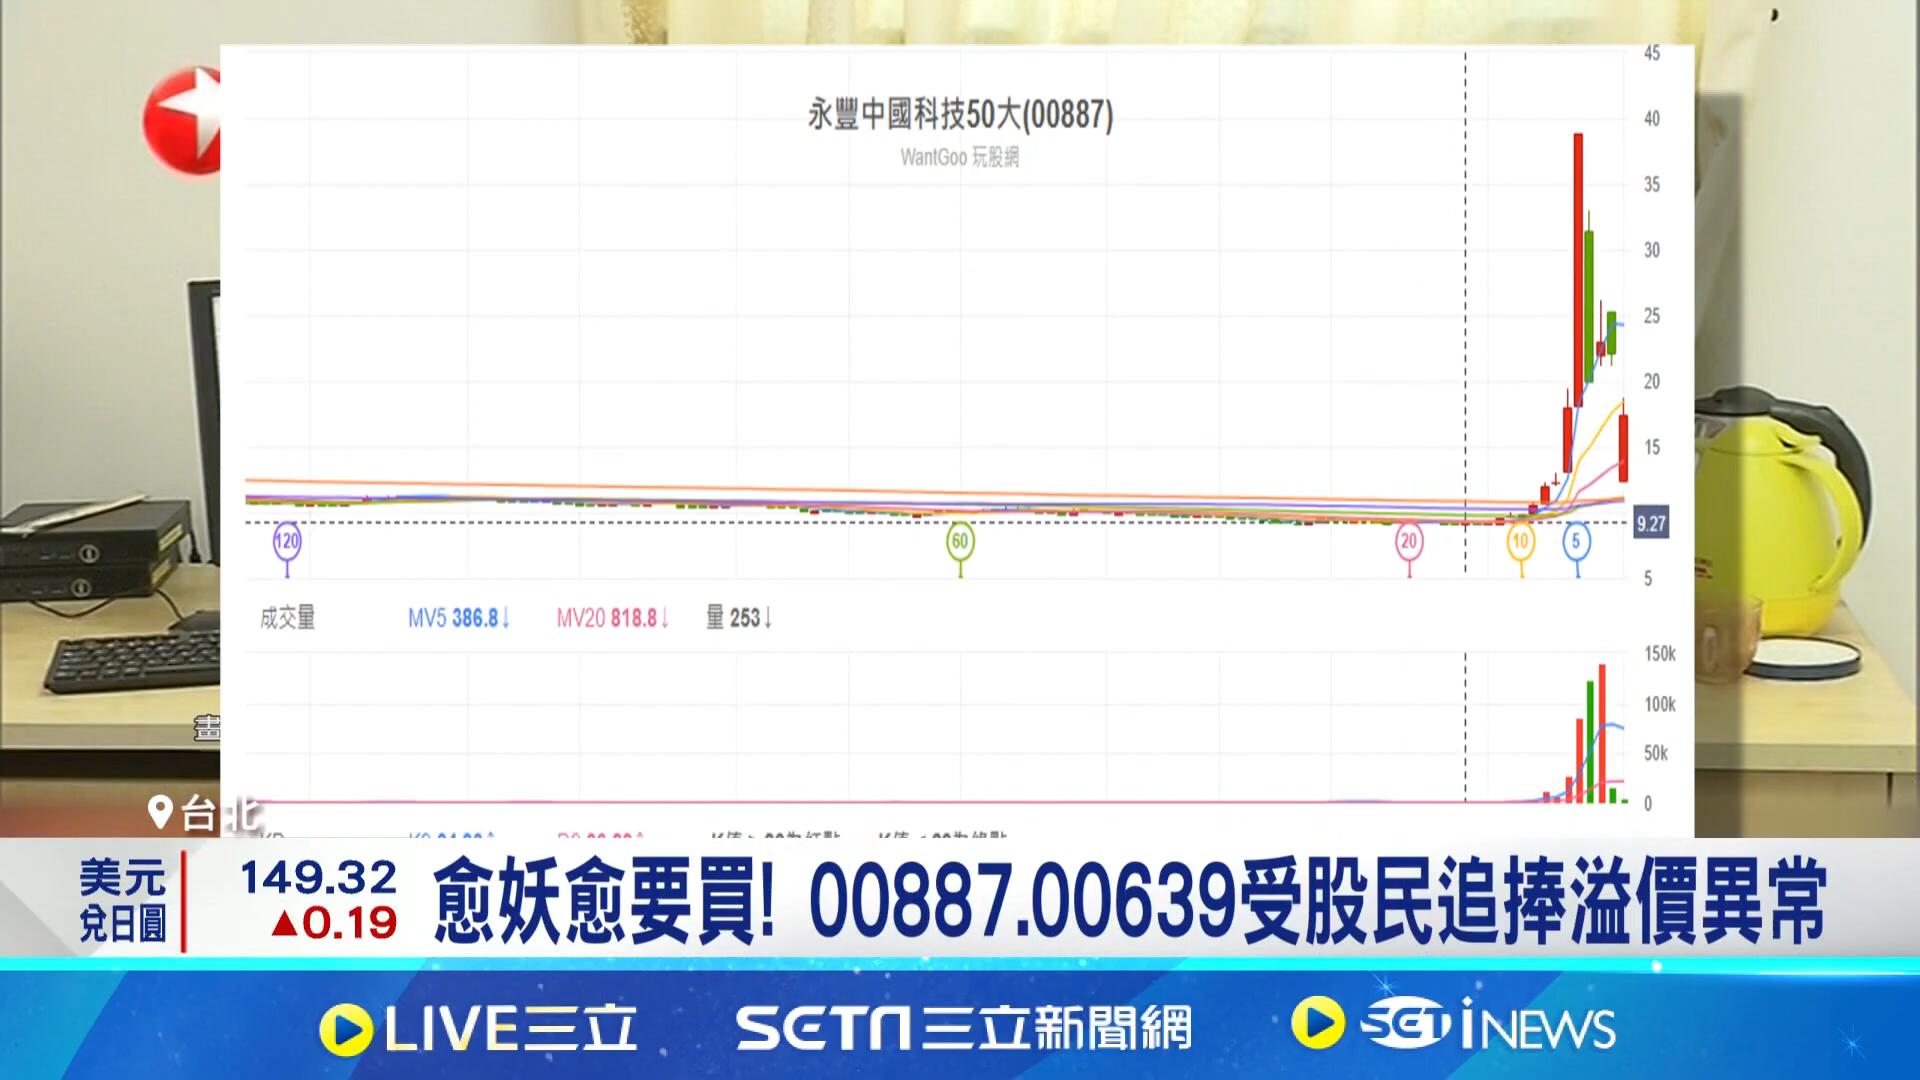 永豐中國科技50大(00887)
WantGoo 玩股網
45
40
35
30
25
20
15
9.27
5
120
60
20
10
5
成交量 MV5 386.8↓ MV20 818.8↓ 量 253↓
150k
100k
50k
0
台北
美元
兌日圓
149.32
▲0.19
愈妖愈要買! 00887.00639受股民追捧溢價異常
LIVE三立
SETN三立新聞網
SET iNEWS